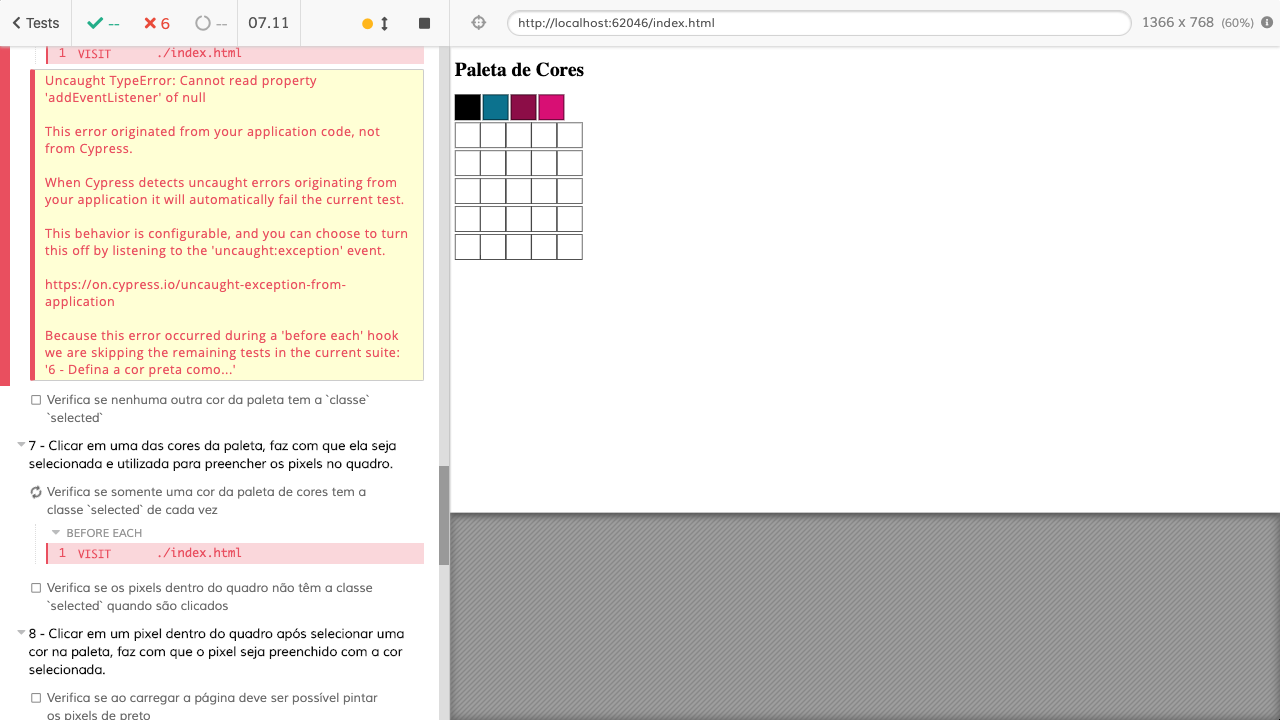 Tests
--
6
--
07.11
http://localhost:62046/index.html
1366 x 768 (60%)
1 VISIT ./index.html
Uncaught TypeError: Cannot read property
'addEventListener' of null
This error originated from your application code, not
from Cypress.
When Cypress detects uncaught errors originating from
your application it will automatically fail the current test.
This behavior is configurable, and you can choose to turn
this off by listening to the 'uncaught:exception' event.
https://on.cypress.io/uncaught-exception-from-
application
Because this error occurred during a 'before each' hook
we are skipping the remaining tests in the current suite:
'6 - Defina a cor preta como...'
Verifica se nenhuma outra cor da paleta tem a `classe`
`selected`
7 - Clicar em uma das cores da paleta, faz com que ela seja
selecionada e utilizada para preencher os pixels no quadro.
Verifica se somente uma cor da paleta de cores tem a
classe `selected` de cada vez
BEFORE EACH
1 VISIT ./index.html
Verifica se os pixels dentro do quadro não têm a classe
`selected` quando são clicados
8 - Clicar em um pixel dentro do quadro após selecionar uma
cor na paleta, faz com que o pixel seja preenchido com a cor
selecionada.
Verifica se ao carregar a página deve ser possível pintar
os pixels de preto
Paleta de Cores